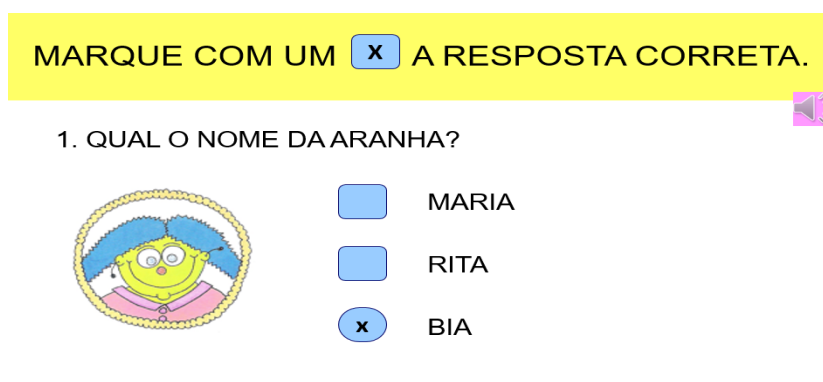 MARQUE COM UM X A RESPOSTA CORRETA.
1. QUAL O NOME DA ARANHA?
MARIA
RITA
x BIA